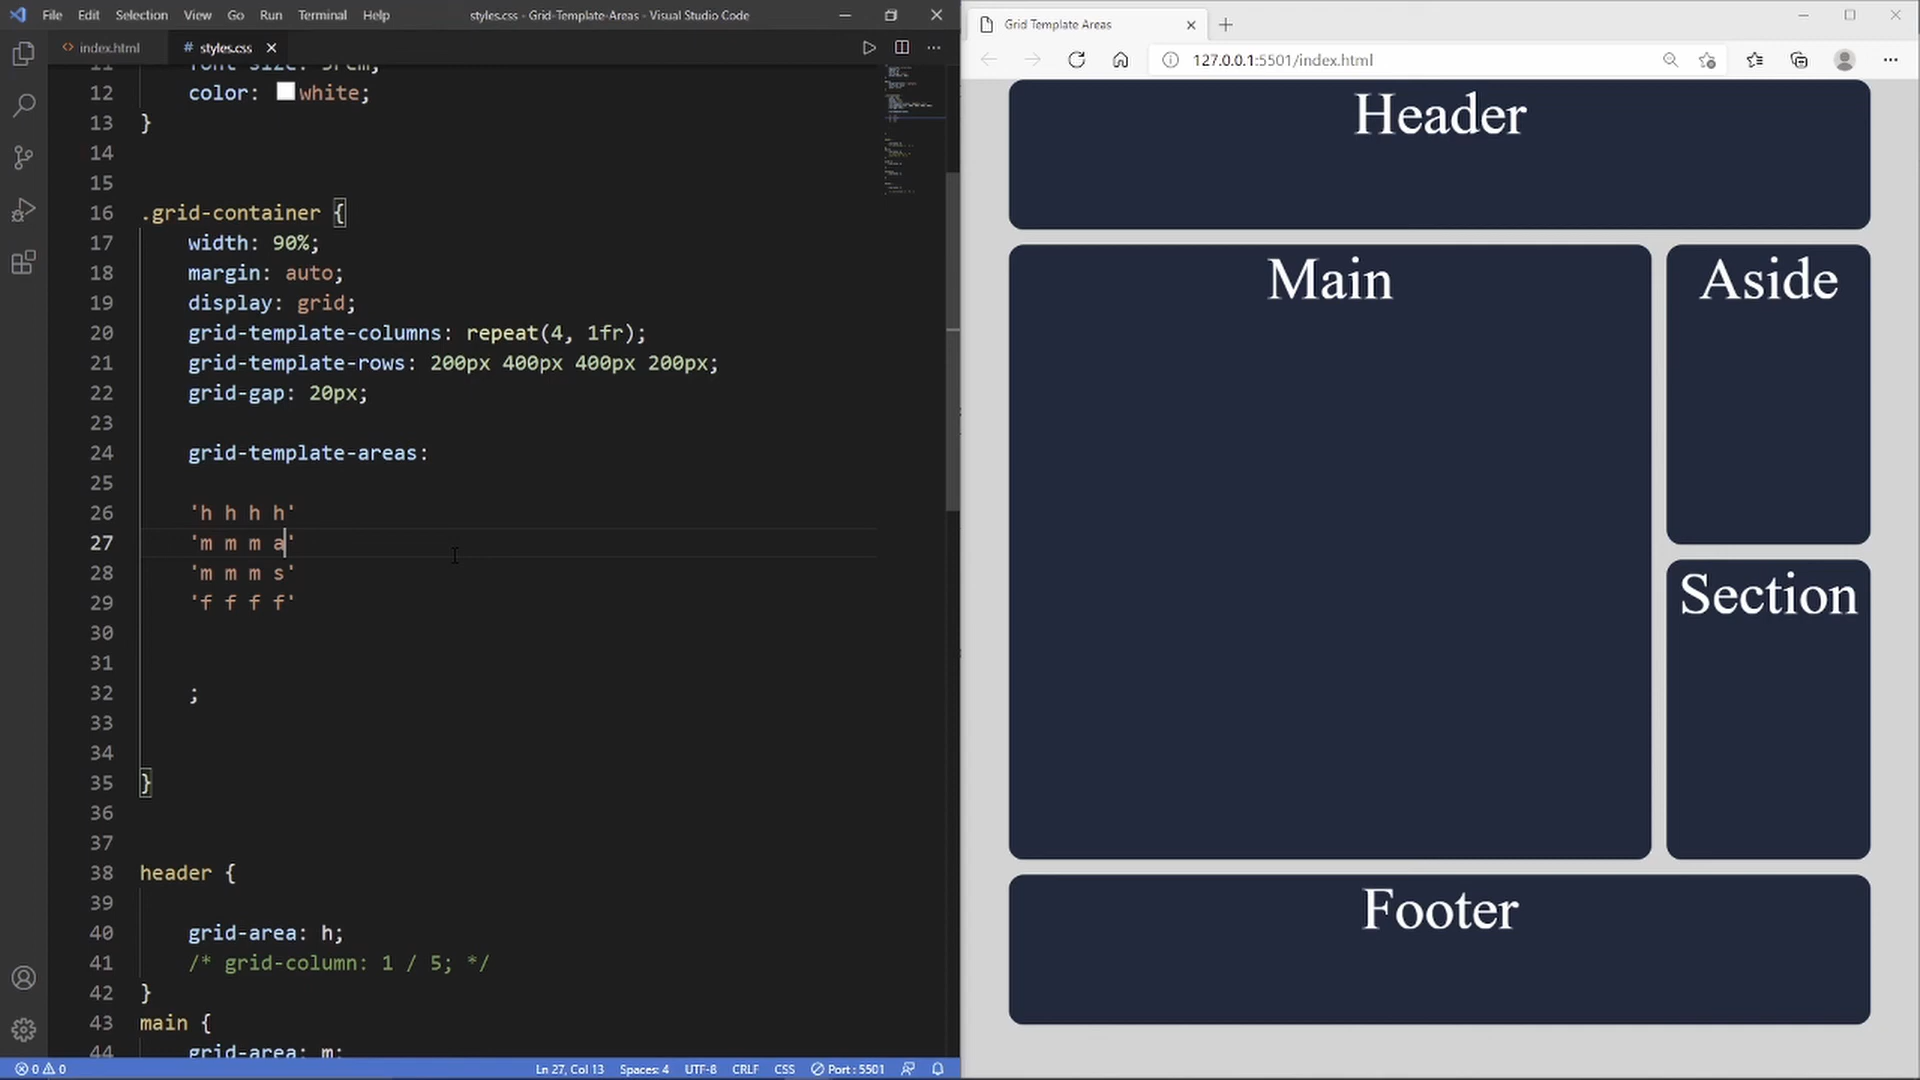 File Edit Selection View Go Run Terminal Help styles.css - Grid-Template-Areas - Visual Studio Code
index.html # styles.css
12 color: white;
13 }
14
15
16 .grid-container {
17 width: 90%;
18 margin: auto;
19 display: grid;
20 grid-template-columns: repeat(4, 1fr);
21 grid-template-rows: 200px 400px 400px 200px;
22 grid-gap: 20px;
23
24 grid-template-areas:
25
26 'h h h h'
27 'm m m a'
28 'm m m s'
29 'f f f f'
30
31
32 ;
33
34
35 }
36
37
38 header {
39
40 grid-area: h;
41 /* grid-column: 1 / 5; */
42 }
43 main {
44 grid-area: m;
0 0 Ln 27, Col 13 Spaces: 4 UTF-8 CRLF CSS Port : 5501
Grid Template Areas
127.0.0.1:5501/index.html
Header
Main
Aside
Section
Footer